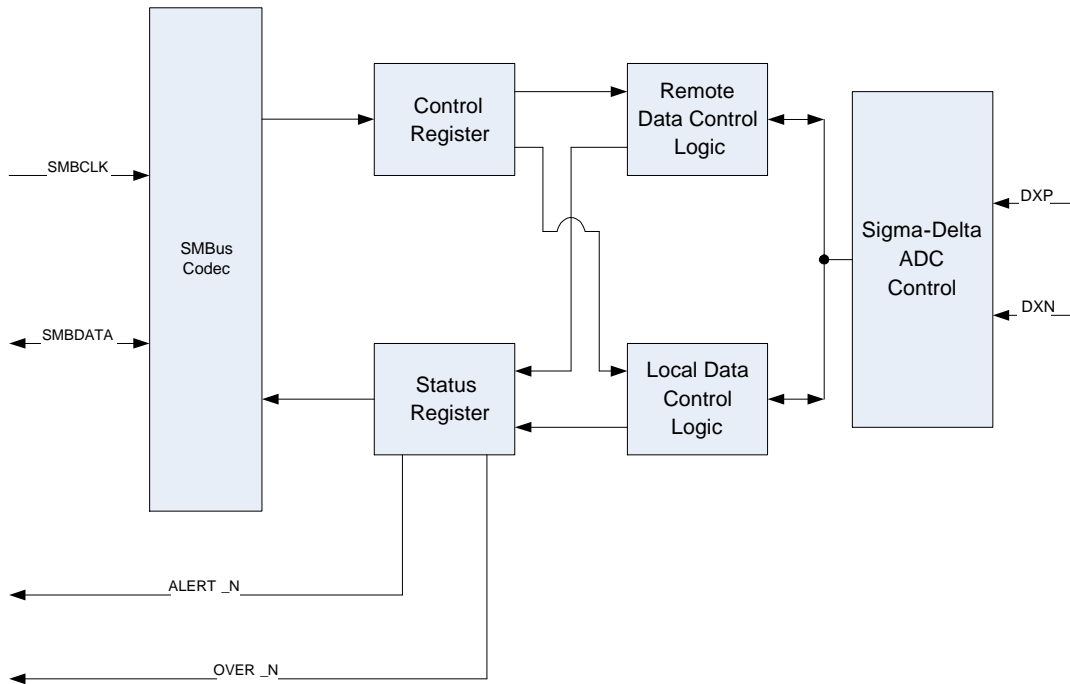 Control
Register
Remote
Data Control
Logic
SMBCLK
SMBus
Codec
SMBDATA
Sigma-Delta
ADC
Control
DXP
DXN
Status
Register
Local Data
Control
Logic
ALERT _N
OVER _N